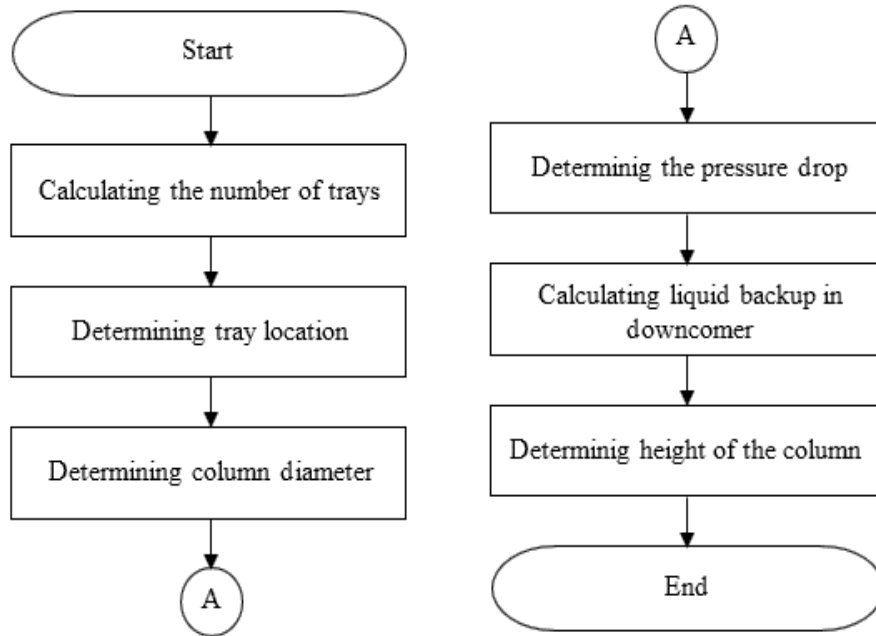 Start
Calculating the number of trays
Determining tray location
Determining column diameter
A
A
Determinig the pressure drop
Calculating liquid backup in
downcomer
Determinig height of the column
End